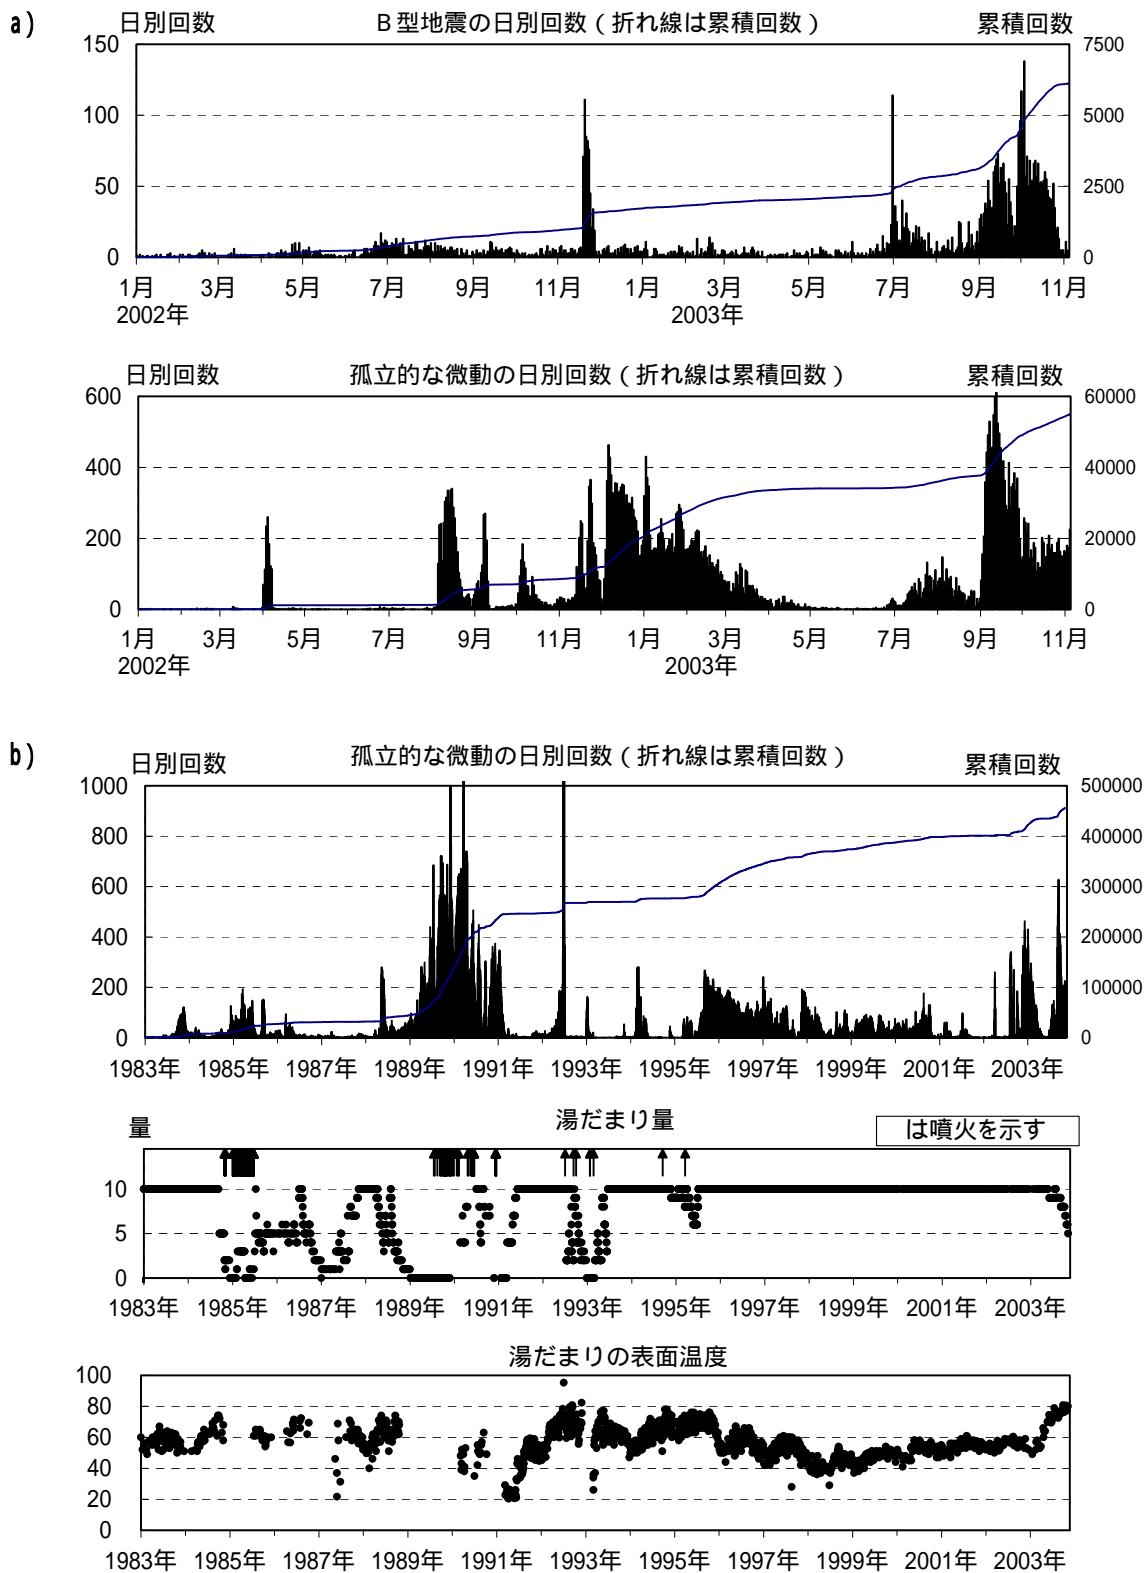 a)
日別回数 B型地震の日別回数(折れ線は累積回数) 累積回数
150 7500
100 5000
50 2500
0 0
1月 3月 5月 7月 9月 11月 1月 3月 5月 7月 9月 11月
2002年 2003年
日別回数 孤立的な微動の日別回数(折れ線は累積回数) 累積回数
600 60000
400 40000
200 20000
0 0
1月 3月 5月 7月 9月 11月 1月 3月 5月 7月 9月 11月
2002年 2003年
b)
日別回数 孤立的な微動の日別回数(折れ線は累積回数) 累積回数
1000 500000
800 400000
600 300000
400 200000
200 100000
0 0
1983年 1985年 1987年 1989年 1991年 1993年 1995年 1997年 1999年 2001年 2003年
量 湯だまり量 は噴火を示す
10
5
0
1983年 1985年 1987年 1989年 1991年 1993年 1995年 1997年 1999年 2001年 2003年
湯だまりの表面温度
100
80
60
40
20
0
1983年 1985年 1987年 1989年 1991年 1993年 1995年 1997年 1999年 2001年 2003年